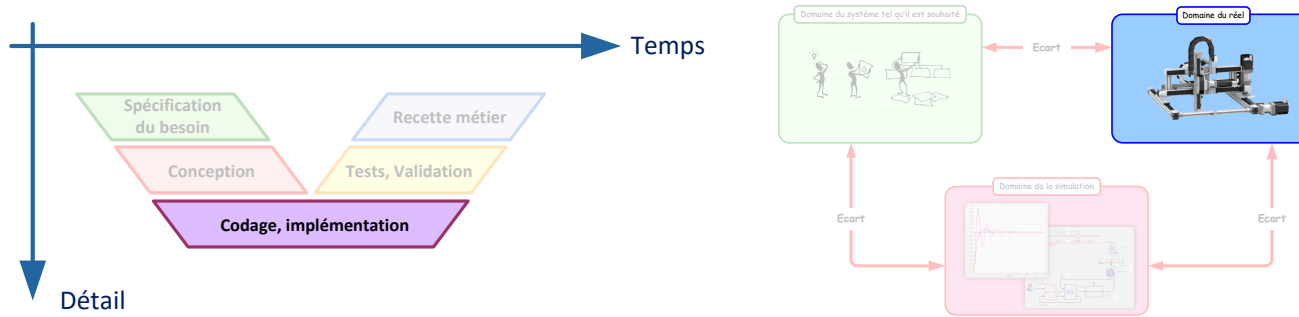 Temps
Spécification
du besoin
Recette métier
Conception
Tests, Validation
Codage, implémentation
Détail
Domaine du système tel qu'il est souhaité
Domaine du réel
Ecart
Ecart
Ecart
Domaine da la simulation